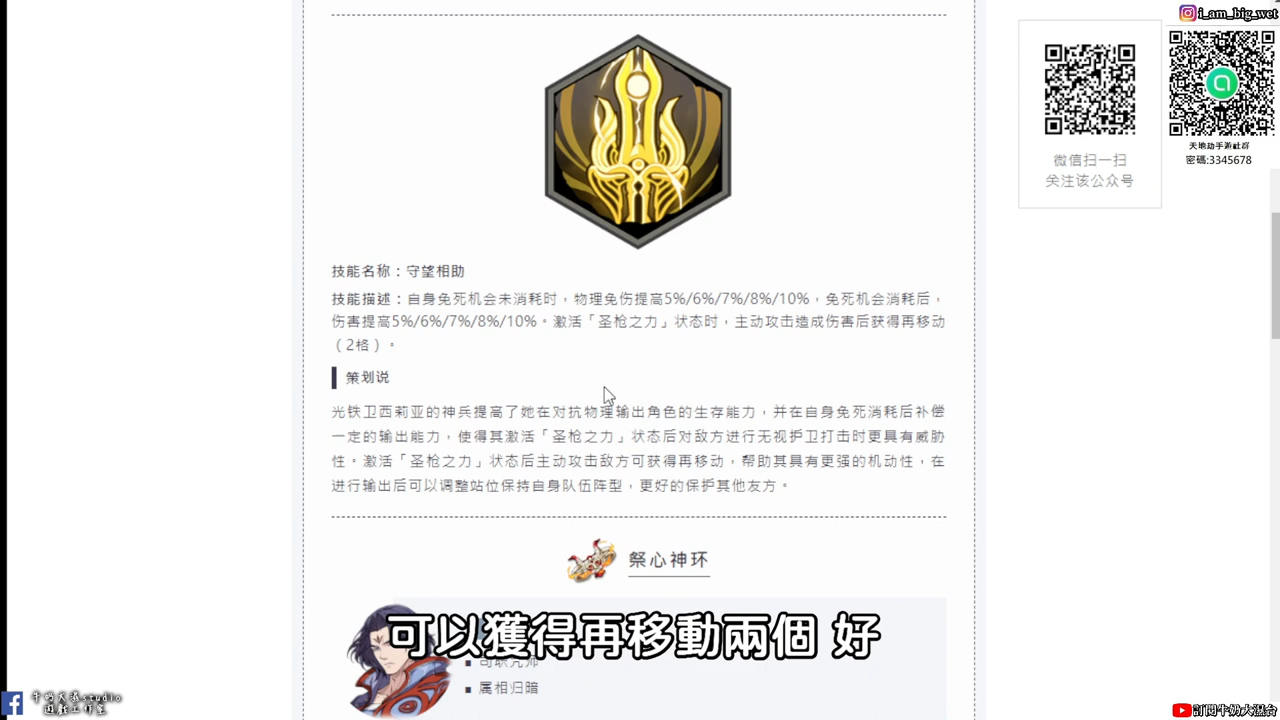 i_am_big_wet
天地劫手游社群
密碼:3345678
微信扫一扫
关注该公众号
技能名称：守望相助
技能描述：自身免死机会未消耗时，物理免伤提高5%/6%/7%/8%/10%，免死机会消耗后，
伤害提高5%/6%/7%/8%/10%。激活「圣枪之力」状态时，主动攻击造成伤害后获得再移动
（2格）。
策划说
光铁卫西莉亚的神兵提高了她在对抗物理输出角色的生存能力，并在自身免死消耗后补偿
一定的输出能力，使得其激活「圣枪之力」状态后对敌方进行无视护卫打击时更具有威胁
性。激活「圣枪之力」状态后主动攻击敌方可获得再移动，帮助其具有更强的机动性，在
进行输出后可以调整站位保持自身队伍阵型，更好的保护其他友方。
祭心神环
可以獲得再移動兩個 好
属相归暗
牛奶大濕studio
遊戲工作室
訂閱牛奶大濕台